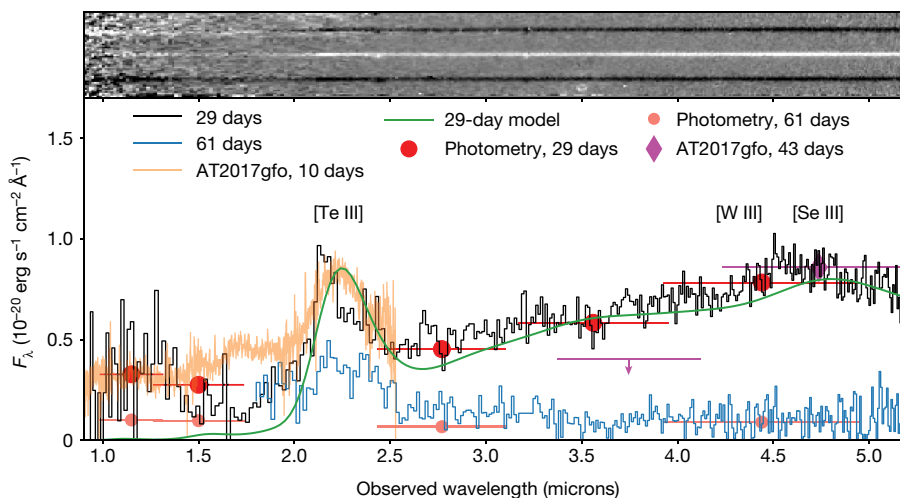 29 days
61 days
AT2017gfo, 10 days
29-day model
Photometry, 29 days
Photometry, 61 days
AT2017gfo, 43 days
[Te III]
[W III]
[Se III]
1.5
1.0
0.5
0
F_λ (10⁻²⁰ erg s⁻¹ cm⁻² Å⁻¹)
1.0 1.5 2.0 2.5 3.0 3.5 4.0 4.5 5.0
Observed wavelength (microns)